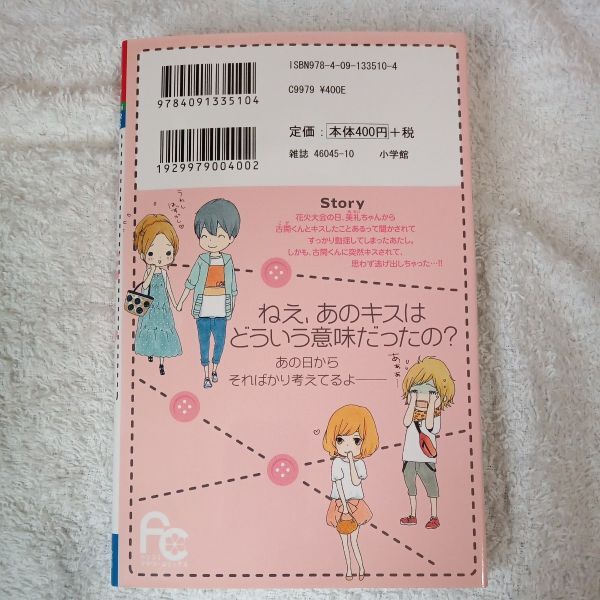 ISBN978-4-09-133510-4
9784091335104
C9979 ¥400E
定価:本体400円+税
雑誌 46045-10 小学館
1929979004002
Story
花火大会の日、美礼ちゃんから
古閑くんとキスしたことあるって聞かされて
すっかり動揺してしまったあたし。
しかも、古閑くんに突然キスされて、
思わず逃げ出しちゃった…!!
ねえ、あのキスは
どういう意味だったの?
あの日から
そればかり考えてるよ――
FC